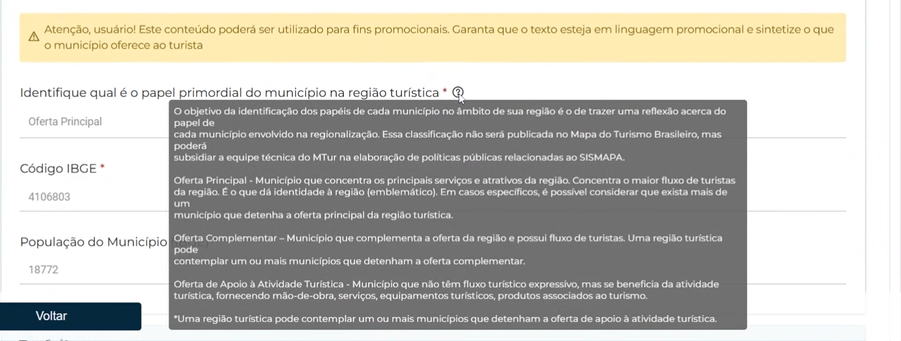 Atenção, usuário! Este conteúdo poderá ser utilizado para fins promocionais. Garanta que o texto esteja em linguagem promocional e sintetize o que
o município oferece ao turista
Identifique qual é o papel primordial do município na região turística *
O objetivo da identificação dos papéis de cada município no âmbito de sua região é o de trazer uma reflexão acerca do
papel de
cada município envolvido na regionalização. Essa classificação não será publicada no Mapa do Turismo Brasileiro, mas
poderá
subsidiar a equipe técnica do MTur na elaboração de políticas públicas relacionadas ao SISMAPA.
Oferta Principal - Município que concentra os principais serviços e atrativos da região. Concentra o maior fluxo de turistas
da região. É o que dá identidade à região (emblemático). Em casos específicos, é possível considerar que exista mais de
um
município que detenha a oferta principal da região turística.
Oferta Complementar – Município que complementa a oferta da região e possui fluxo de turistas. Uma região turística
pode
contemplar um ou mais municípios que detenham a oferta complementar.
Oferta de Apoio à Atividade Turística - Município que não têm fluxo turístico expressivo, mas se beneficia da atividade
turística, fornecendo mão-de-obra, serviços, equipamentos turísticos, produtos associados ao turismo.
*Uma região turística pode contemplar um ou mais municípios que detenham a oferta de apoio à atividade turística.
Oferta Principal
Código IBGE *
4106803
População do Município
18772
Voltar